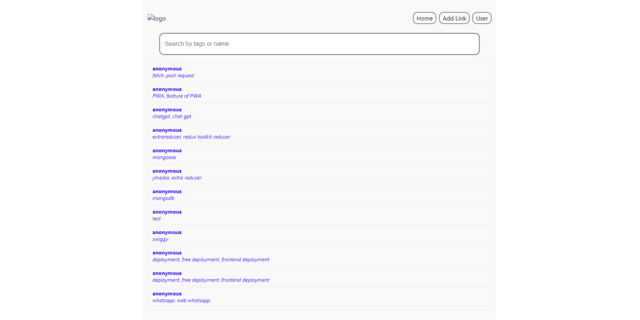 logo
Home
Add Link
User
Search by tags or name
anonymous
fetch, post request
anonymous
PWA, feature of PWA
anonymous
chatgpt, chat gpt
anonymous
extrareducer, redux toolkit reducer
anonymous
mongoose
anonymous
ytvedio, extra reducer
anonymous
mongodb
anonymous
test
anonymous
swiggy
anonymous
deployment, free deployment, frontend deployment
anonymous
deployment, free deployment, frontend deployment
anonymous
whatsapp, web whatsapp,